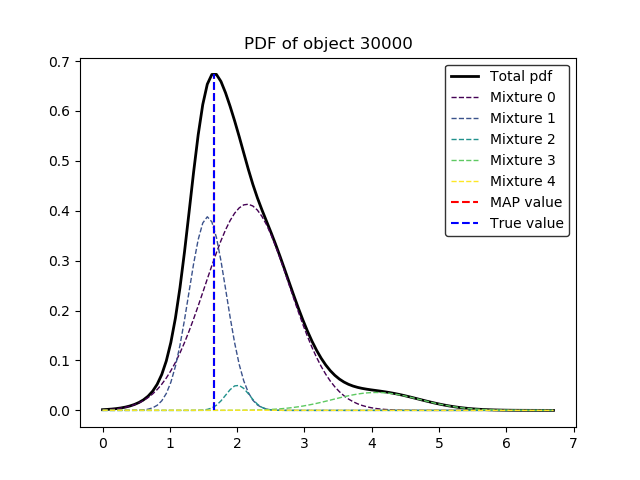 PDF of object 30000
0.7
0.6
0.5
0.4
0.3
0.2
0.1
0.0
0 1 2 3 4 5 6 7
Total pdf
Mixture 0
Mixture 1
Mixture 2
Mixture 3
Mixture 4
MAP value
True value